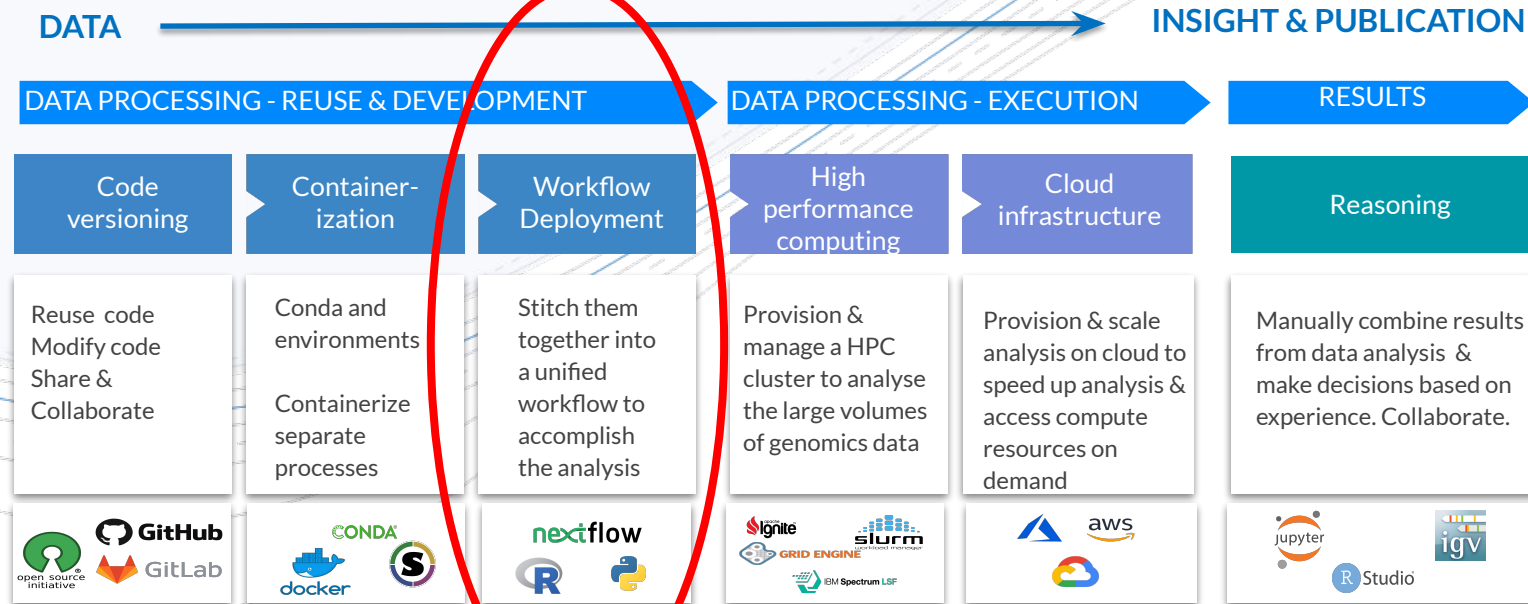 DATA
INSIGHT & PUBLICATION
DATA PROCESSING - REUSE & DEVELOPMENT
DATA PROCESSING - EXECUTION
RESULTS
Code
versioning
Container-
ization
Workflow
Deployment
High
performance
computing
Cloud
infrastructure
Reasoning
Reuse code
Modify code
Share &
Collaborate
Conda and
environments
Containerize
separate
processes
Stitch them
together into
a unified
workflow to
accomplish
the analysis
Provision &
manage a HPC
cluster to analyse
the large volumes
of genomics data
Provision & scale
analysis on cloud to
speed up analysis &
access compute
resources on
demand
Manually combine results
from data analysis &
make decisions based on
experience. Collaborate.
open source
initiative
GitHub
GitLab
CONDA
docker
S
nextflow
R
apache
Ignite
slurm
workload manager
GRID ENGINE
IBM Spectrum LSF
aws
jupyter
igv
R Studio